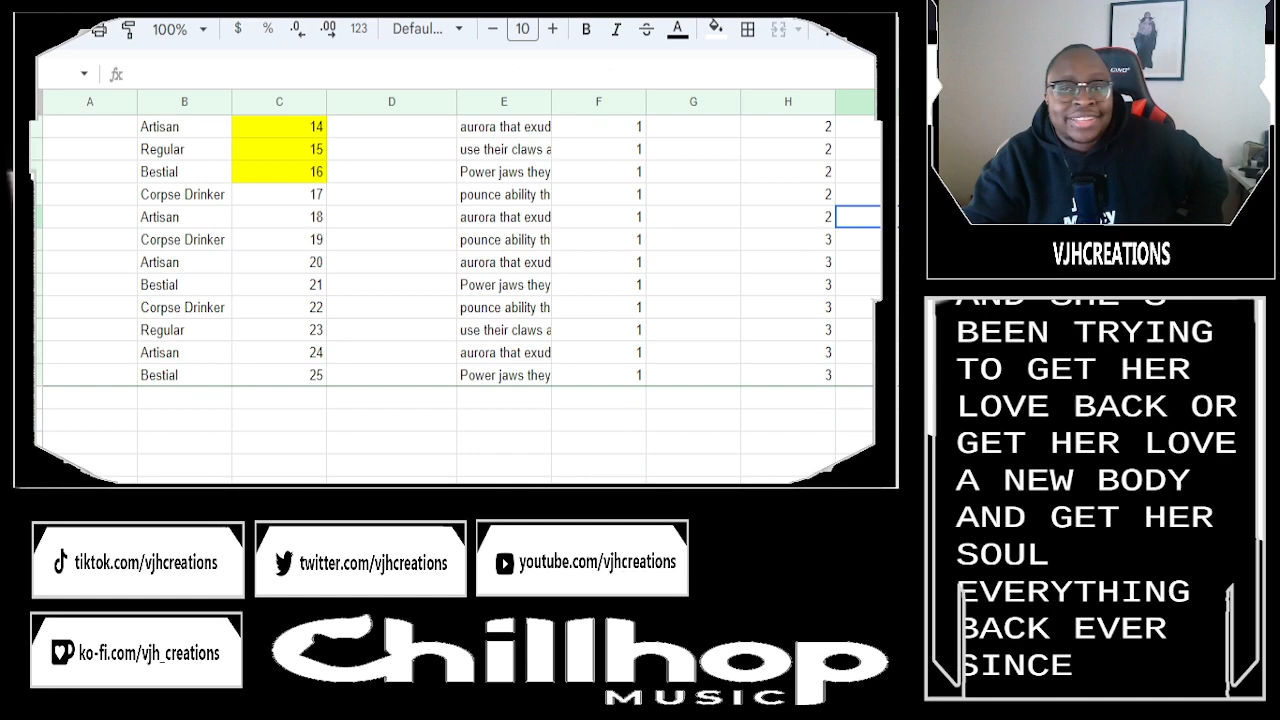 100% $ % .0 .00 123 Defaul... − 10 + B I A
fx
A B C D E F G H
Artisan 14 aurora that exud 1 2
Regular 15 use their claws a 1 2
Bestial 16 Power jaws they 1 2
Corpse Drinker 17 pounce ability th 1 2
Artisan 18 aurora that exud 1 2
Corpse Drinker 19 pounce ability th 1 3
Artisan 20 aurora that exud 1 3
Bestial 21 Power jaws they 1 3
Corpse Drinker 22 pounce ability th 1 3
Regular 23 use their claws a 1 3
Artisan 24 aurora that exud 1 3
Bestial 25 Power jaws they 1 3
VJHCREATIONS
AND SHE'S
BEEN TRYING
TO GET HER
LOVE BACK OR
GET HER LOVE
A NEW BODY
AND GET HER
SOUL
EVERYTHING
BACK EVER
SINCE
tiktok.com/vjhcreations
twitter.com/vjhcreations
youtube.com/vjhcreations
ko-fi.com/vjh_creations
Chillhop
MUSIC